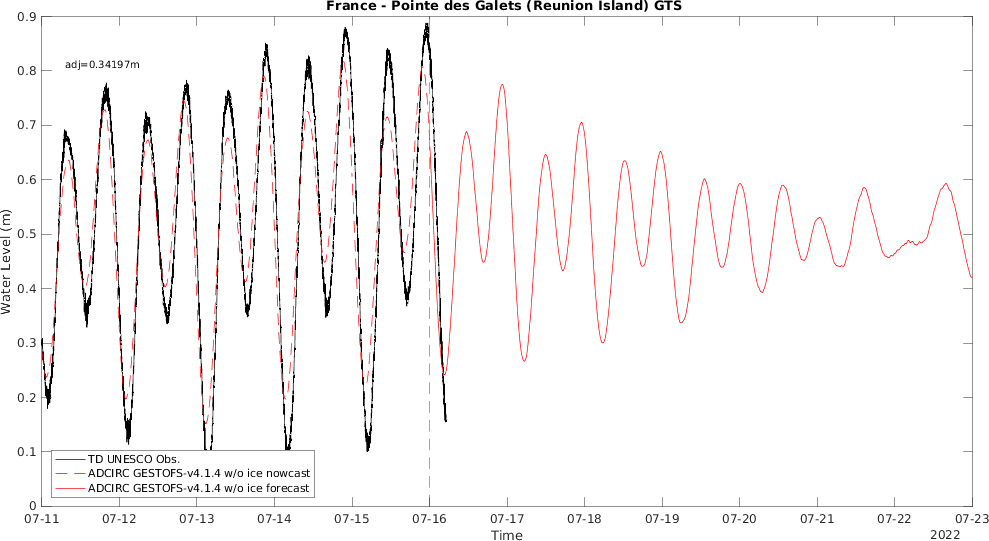 France - Pointe des Galets (Reunion Island) GTS
0.9
0.8
0.7
0.6
0.5
0.4
0.3
0.2
0.1
0
Water Level (m)
adj=0.34197m
TD UNESCO Obs.
ADCIRC GESTOFS-v4.1.4 w/o ice nowcast
ADCIRC GESTOFS-v4.1.4 w/o ice forecast
07-11 07-12 07-13 07-14 07-15 07-16 07-17 07-18 07-19 07-20 07-21 07-22 07-23
Time
2022